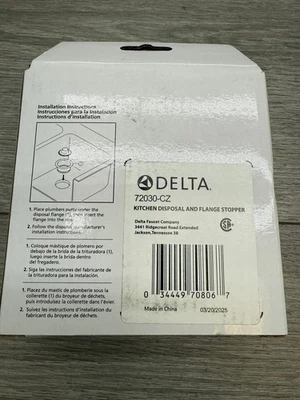 Installation Instructions
Instrucciones para la Instalación
Instructions d'installation
1. Place plumbers putty under the
disposal flange (1), then insert the
flange into the
2. Follow the disposal manufacturer's
installation instructions.
1. Coloque mástique de plomero por
debajo de la brida de la trituradora (1),
luego inserte la brida dentro
del fregadero.
2. Siga las instrucciones del fabricante de
la trituradora para la instalación.
1. Placez du mastic de plomberie sous la
collerette (1) du broyeur de déchets,
puis introduisez la collerette dans l'évier.
2. Suivez les instructions d'installation du
fabricant du broyeur de déchets.
DELTA
72030-CZ
KITCHEN DISPOSAL AND FLANGE STOPPER
Delta Faucet Company
3441 Ridgecrest Road Extended
Jackson, Tennessee 38
0 34449 70806 7
Made in China 03/20/2025